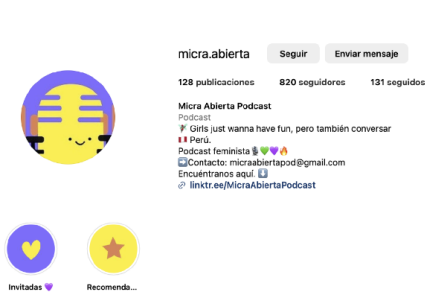 micra.abierta Seguir Enviar mensaje
128 publicaciones 820 seguidores 131 seguidos
Micra Abierta Podcast
Podcast
Girls just wanna have fun, pero también conversar
🇵🇪 Perú.
Podcast feminista🎙💚💜🔥
➡️Contacto: micraabiertapod@gmail.com
Encuéntranos aquí. ⬇️
linktr.ee/MicraAbiertaPodcast
Invitadas 💜 Recomenda...